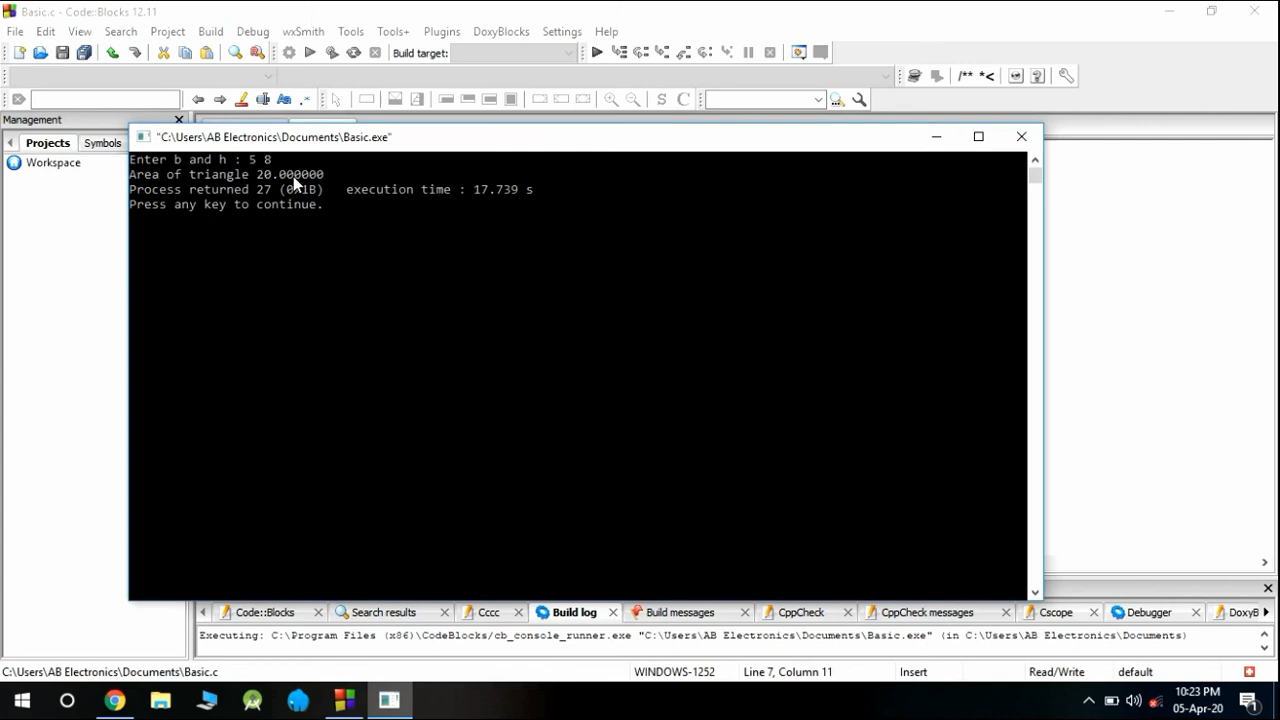 Basic.c - Code::Blocks 12.11
File Edit View Search Project Build Debug wxSmith Tools Tools+ Plugins DoxyBlocks Settings Help
Build target:
/** *<
S C
Management
Projects Symbols
Workspace
"C:\Users\AB Electronics\Documents\Basic.exe"
Enter b and h : 5 8
Area of triangle 20.000000
Process returned 27 (0x1B) execution time : 17.739 s
Press any key to continue.
Code::Blocks Search results Cccc Build log Build messages CppCheck CppCheck messages Cscope Debugger DoxyB
Executing: C:\Program Files (x86)\CodeBlocks/cb_console_runner.exe "C:\Users\AB Electronics\Documents\Basic.exe" (in C:\Users\AB Electronics\Documents)
C:\Users\AB Electronics\Documents\Basic.c WINDOWS-1252 Line 7, Column 11 Insert Read/Write default
10:23 PM
05-Apr-20